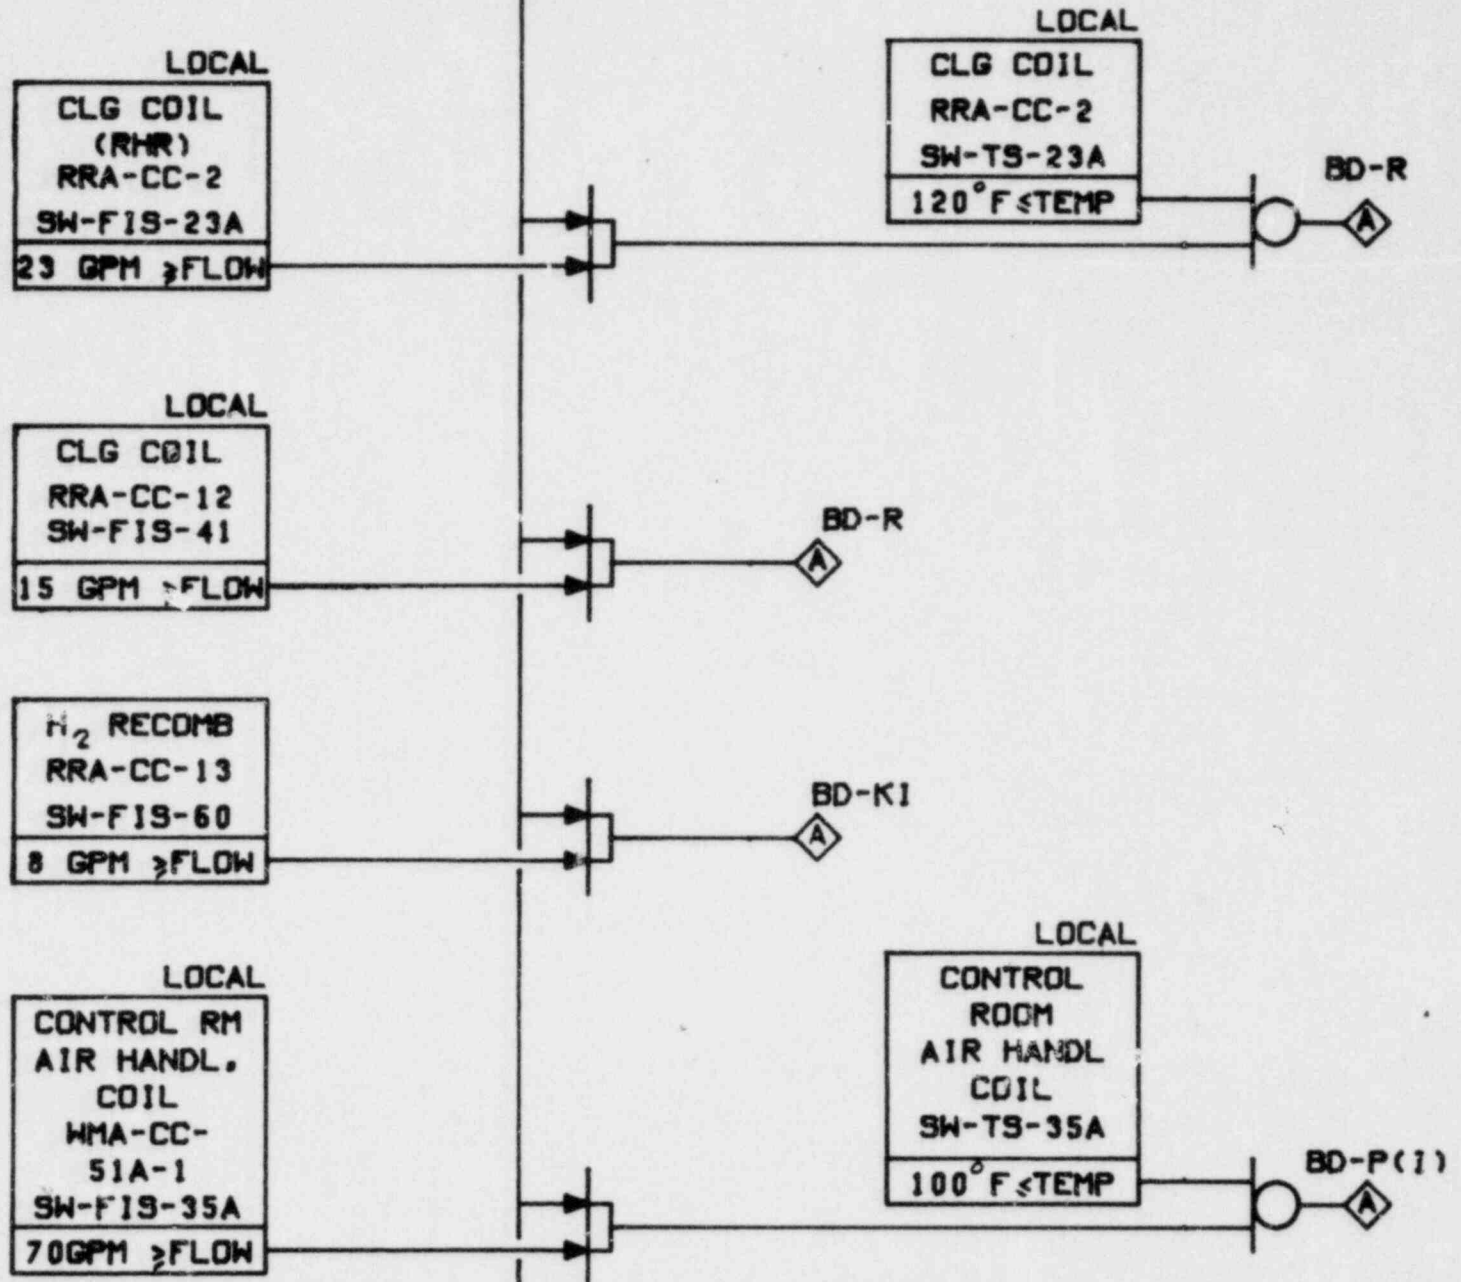 LOCAL
CLG COIL
(RHR)
RRA-CC-2
SW-FIS-23A
23 GPM ≥FLOW
LOCAL
CLG COIL
RRA-CC-2
SW-TS-23A
120°F ≤TEMP
BD-R
A
LOCAL
CLG COIL
RRA-CC-12
SW-FIS-41
15 GPM ≥FLOW
BD-R
A
H₂ RECOMB
RRA-CC-13
SW-FIS-60
8 GPM ≥FLOW
BD-KI
A
LOCAL
CONTROL RM
AIR HANDL.
COIL
WMA-CC-
51A-1
SW-FIS-35A
70GPM ≥FLOW
LOCAL
CONTROL
ROOM
AIR HANDL
COIL
SW-TS-35A
100°F ≤TEMP
BD-P(I)
A